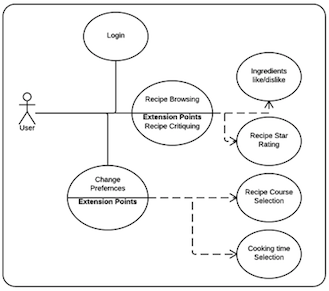 Login
Ingredients
like/dislike
User
Recipe Browsing
Extension Points
Recipe Critiquing
Recipe Star
Rating
Change
Prefernces
Extension Points
Recipe Course
Selection
Cooking time
Selection